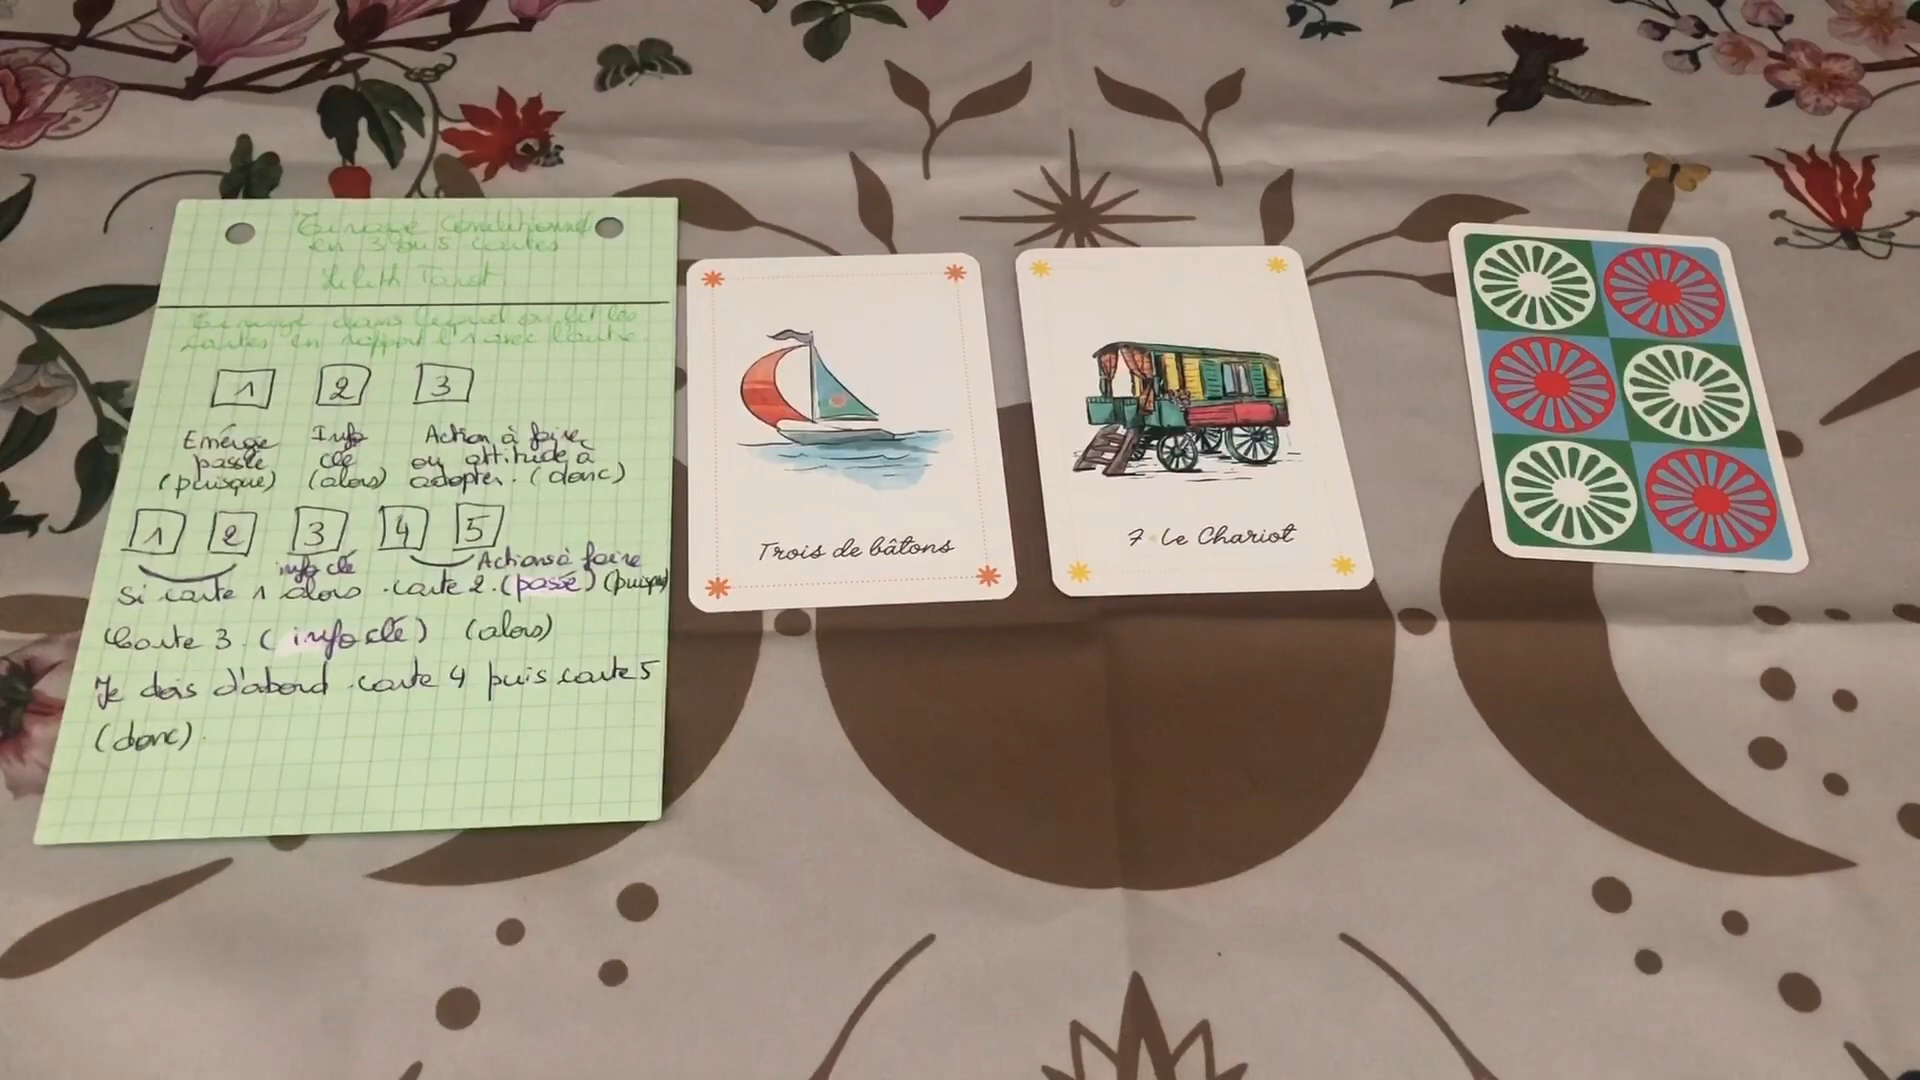 Tirage Conditionnel
en 3 ou 5 cartes
Lilith Tarot
Tirage dans lequel on lit les
cartes en rapport l'1 avec l'autre.
1 2 3
Emerge Info Action à faire
passée clé ou attitude à
(puisque) (alors) adopter. (donc)
1 2 3 4 5
info clé Actions à faire
Si carte 1 alors carte 2. (passé) (puisque)
Carte 3. (info clé) (alors)
Je dois d'abord carte 4 puis carte 5
(donc).
Trois de bâtons
7 · Le Chariot